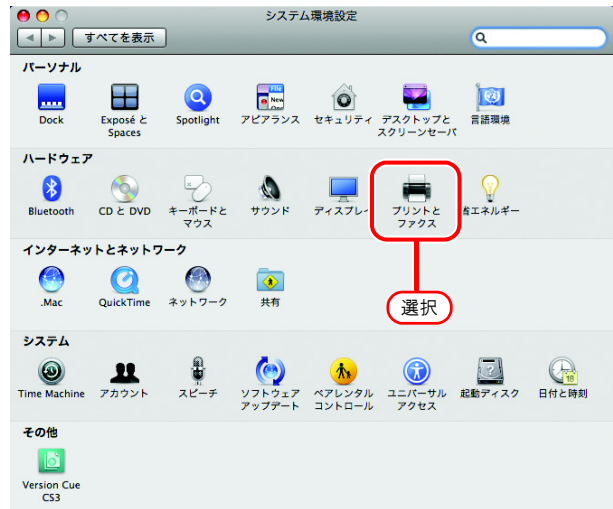 システム環境設定
すべてを表示
パーソナル
Dock
Exposé と
Spaces
Spotlight
File
New
アピアランス
セキュリティ
デスクトップと
スクリーンセーバ
言語環境
ハードウェア
Bluetooth
CD と DVD
キーボードと
マウス
サウンド
ディスプレイ
プリントと
ファクス
省エネルギー
インターネットとネットワーク
.Mac
QuickTime
ネットワーク
共有
選択
システム
Time Machine
アカウント
スピーチ
ソフトウェア
アップデート
ペアレンタル
コントロール
ユニバーサル
アクセス
起動ディスク
18
日付と時刻
その他
Version Cue
CS3